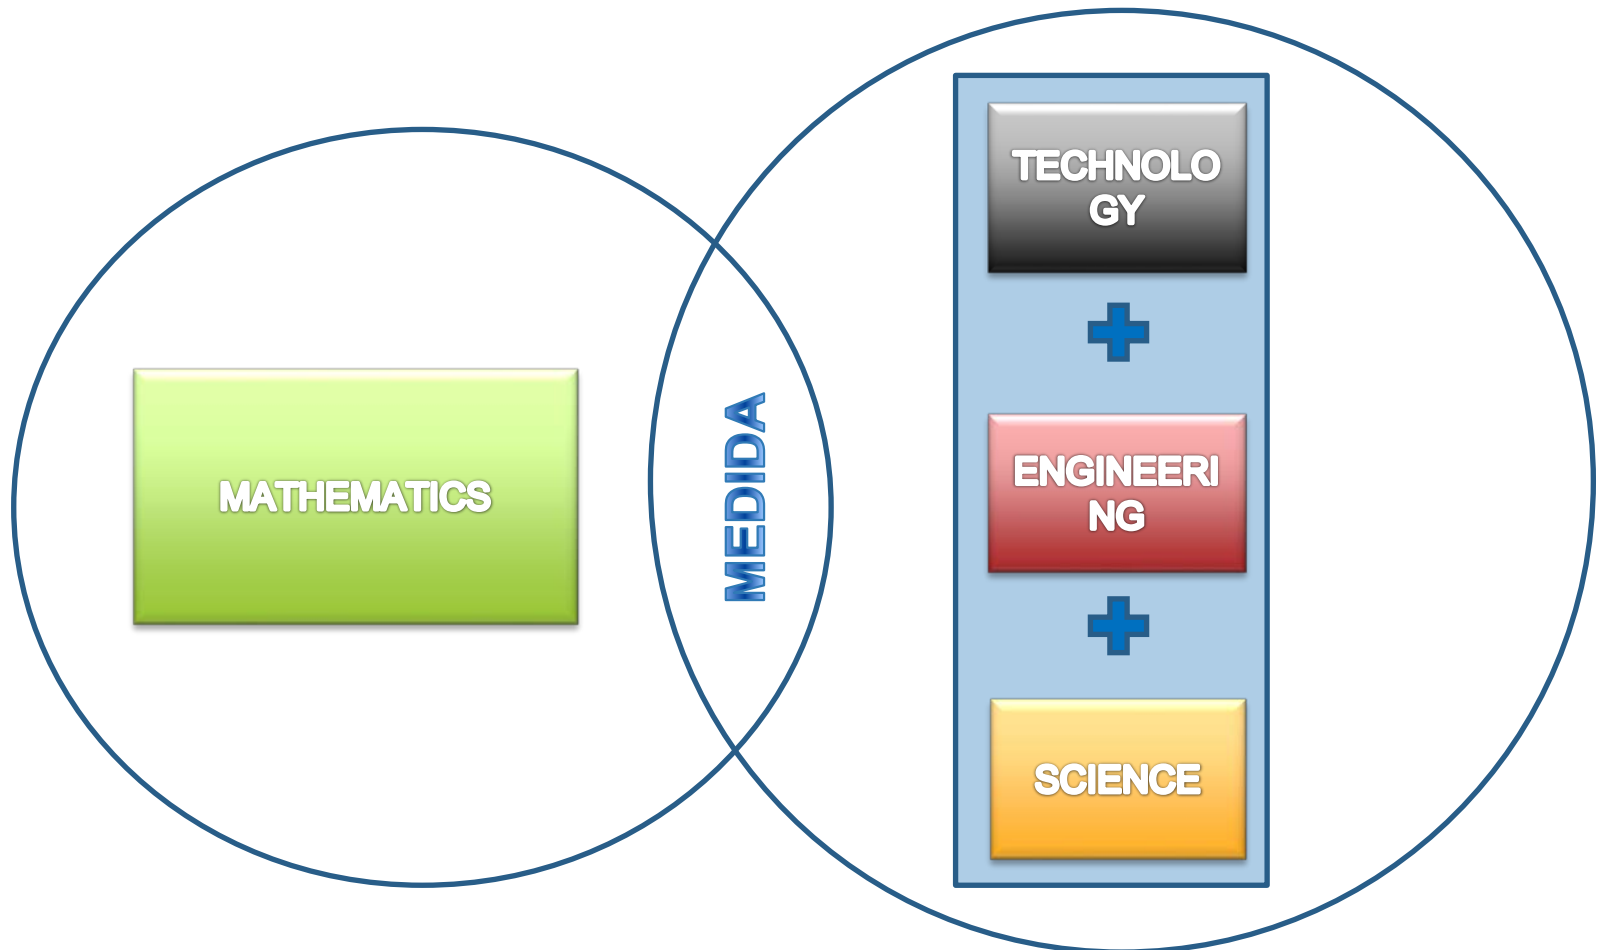 MATHEMATICS
MEDIDA
TECHNOLO
GY
ENGINEERI
NG
SCIENCE